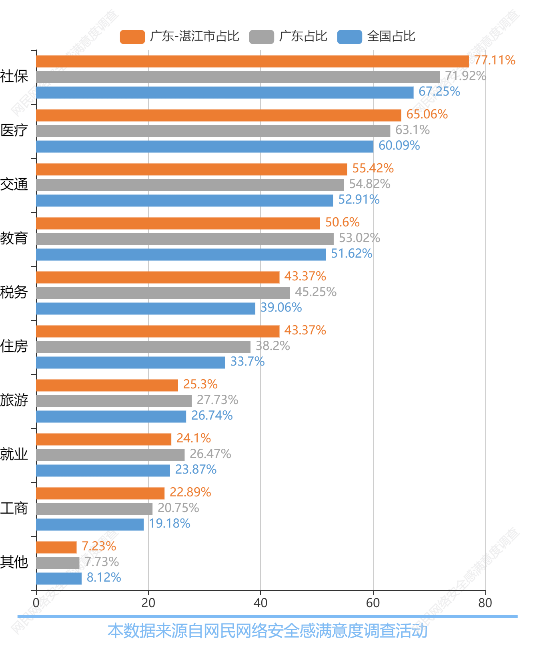 广东-湛江市占比 广东占比 全国占比
社保 77.11% 71.92% 67.25%
医疗 65.06% 63.1% 60.09%
交通 55.42% 54.82% 52.91%
教育 50.6% 53.02% 51.62%
税务 43.37% 45.25% 39.06%
住房 43.37% 38.2% 33.7%
旅游 25.3% 27.73% 26.74%
就业 24.1% 26.47% 23.87%
工商 22.89% 20.75% 19.18%
其他 7.23% 7.73% 8.12%
0 20 40 60 80
本数据来源自网民网络安全感满意度调查活动